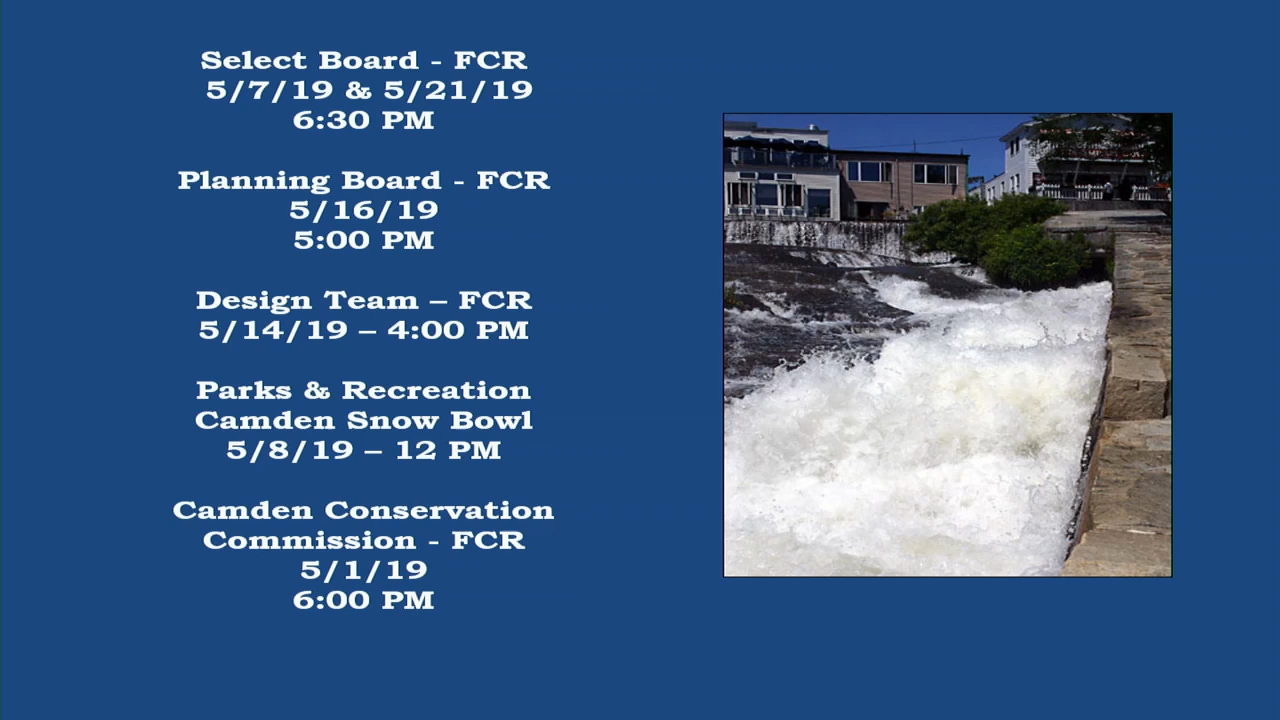 Select Board - FCR
5/7/19 & 5/21/19
6:30 PM
Planning Board - FCR
5/16/19
5:00 PM
Design Team – FCR
5/14/19 – 4:00 PM
Parks & Recreation
Camden Snow Bowl
5/8/19 – 12 PM
Camden Conservation
Commission - FCR
5/1/19
6:00 PM